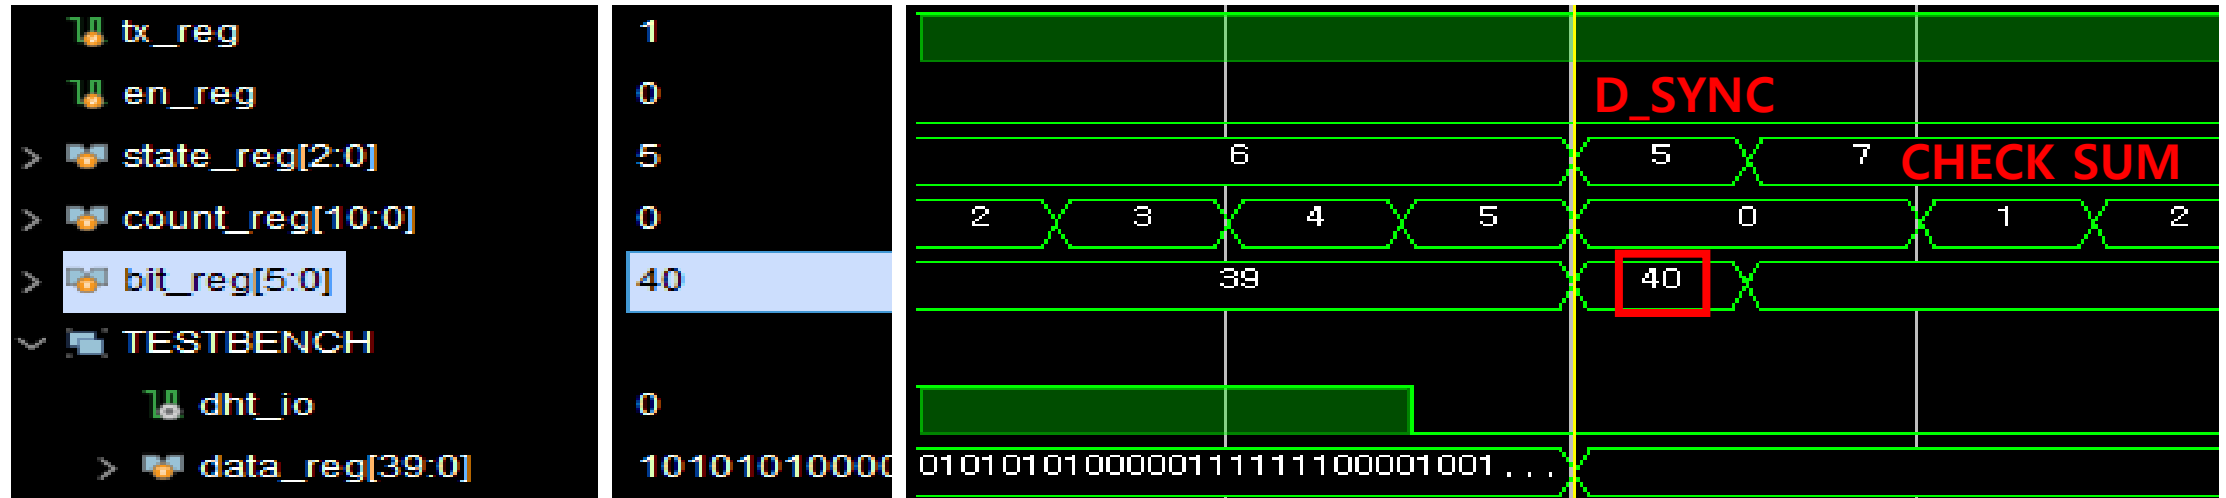 tx_reg 1
en_reg 0 D_SYNC
> state_reg[2:0] 5 6 5 7 CHECK SUM
> count_reg[10:0] 0 2 3 4 5 0 1 2
> bit_reg[5:0] 40 39 40
TESTBENCH
dht_io 0
> data_reg[39:0] 10101010000 0101010100000111111100001001...